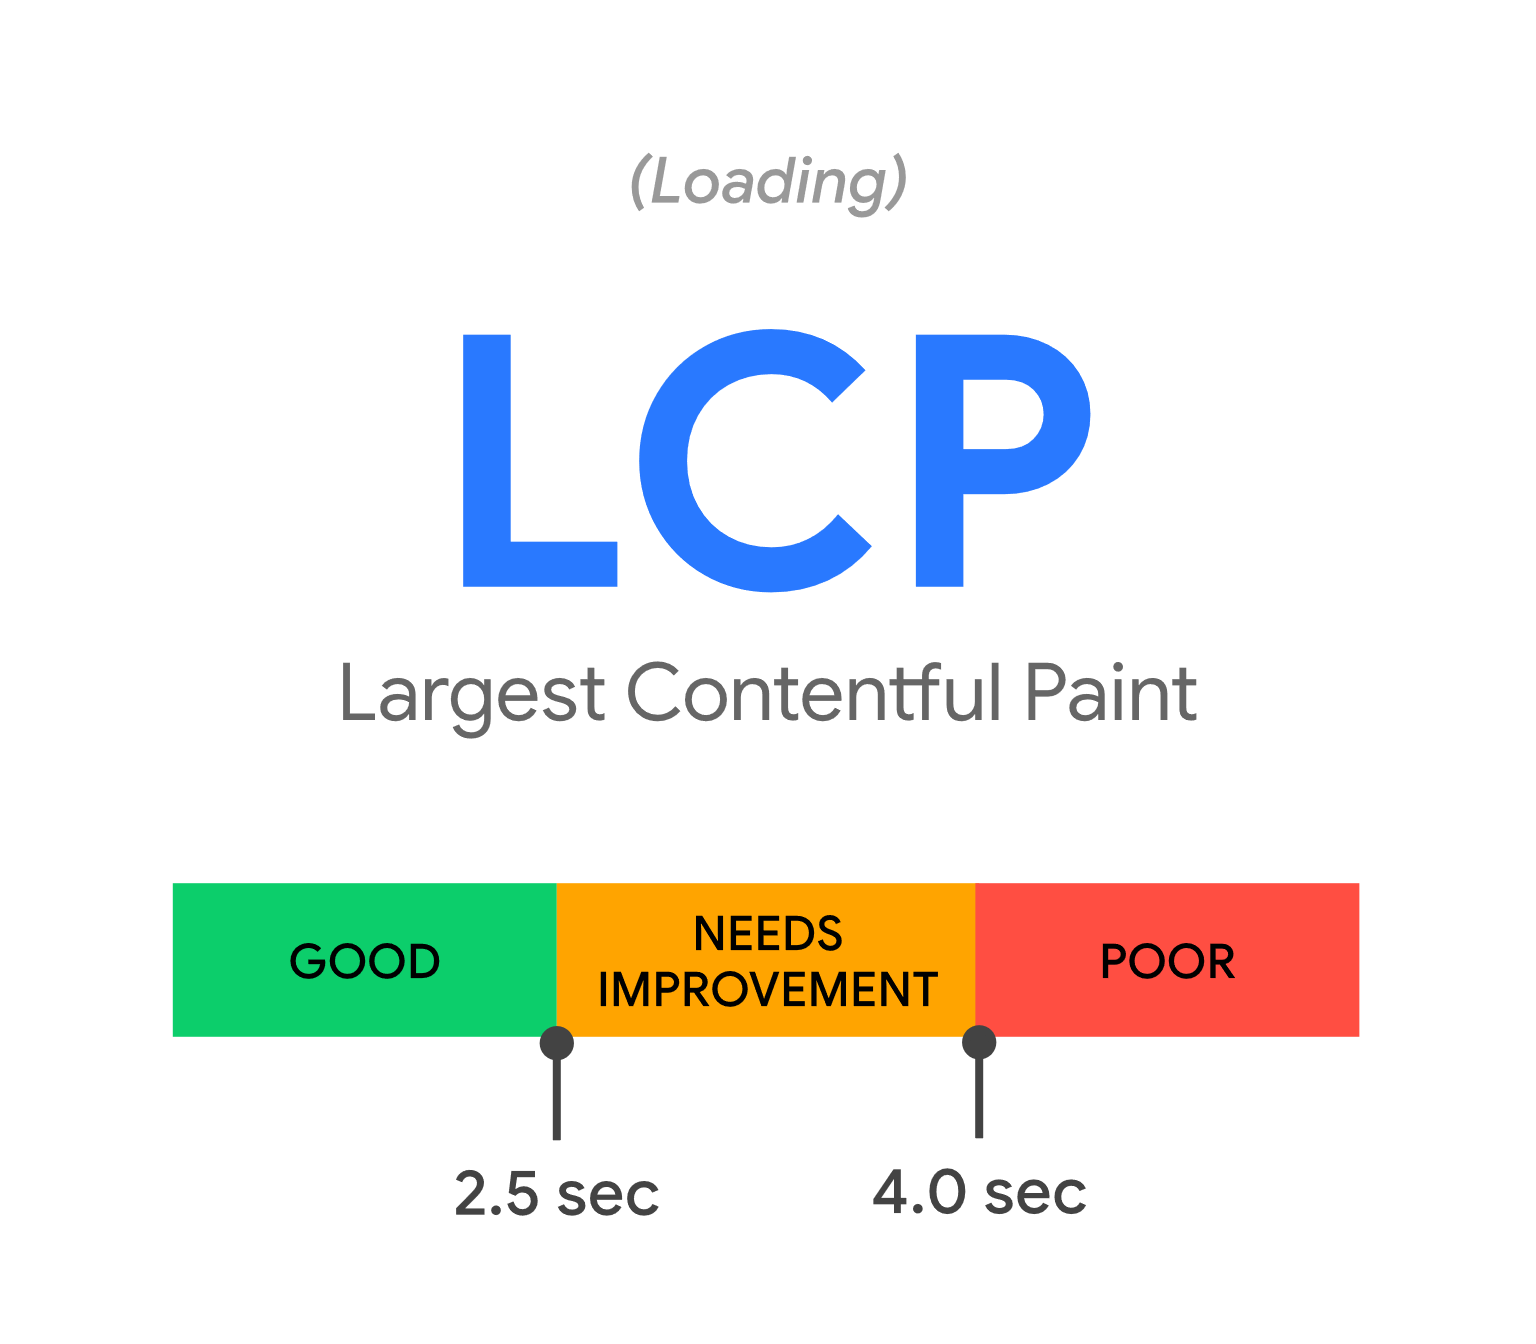 (Loading)
LCP
Largest Contentful Paint
GOOD
NEEDS
IMPROVEMENT
POOR
2.5 sec
4.0 sec